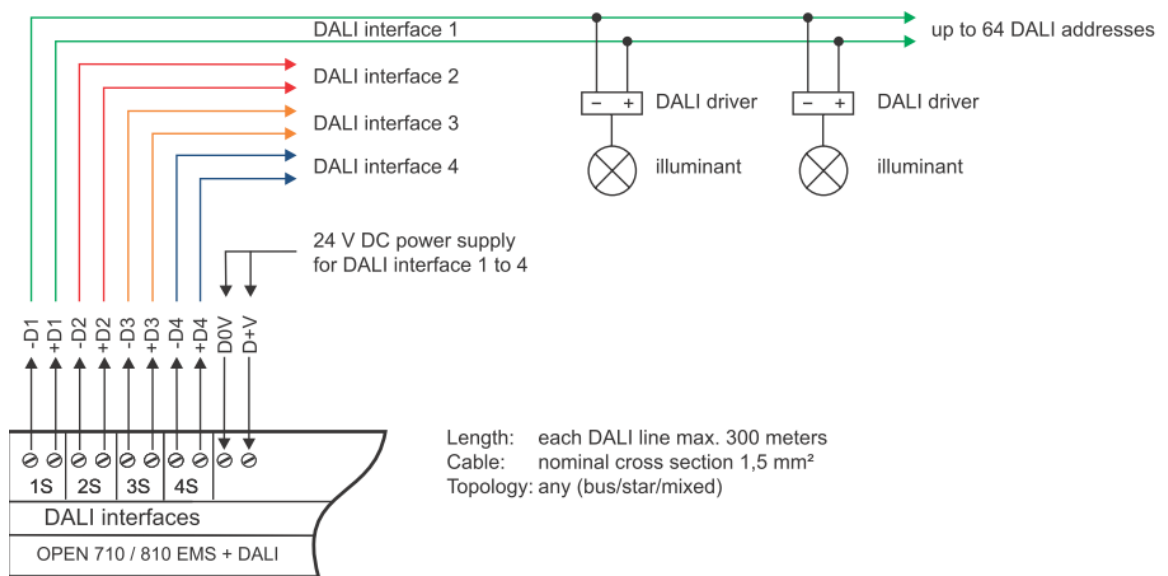 DALI interface 1
up to 64 DALI addresses
DALI interface 2
DALI interface 3
DALI interface 4
− + DALI driver
− + DALI driver
illuminant
illuminant
24 V DC power supply
for DALI interface 1 to 4
-D1 +D1 -D2 +D2 -D3 +D3 -D4 +D4 D0V D+V
Length: each DALI line max. 300 meters
Cable: nominal cross section 1,5 mm²
Topology: any (bus/star/mixed)
1S 2S 3S 4S
DALI interfaces
OPEN 710 / 810 EMS + DALI